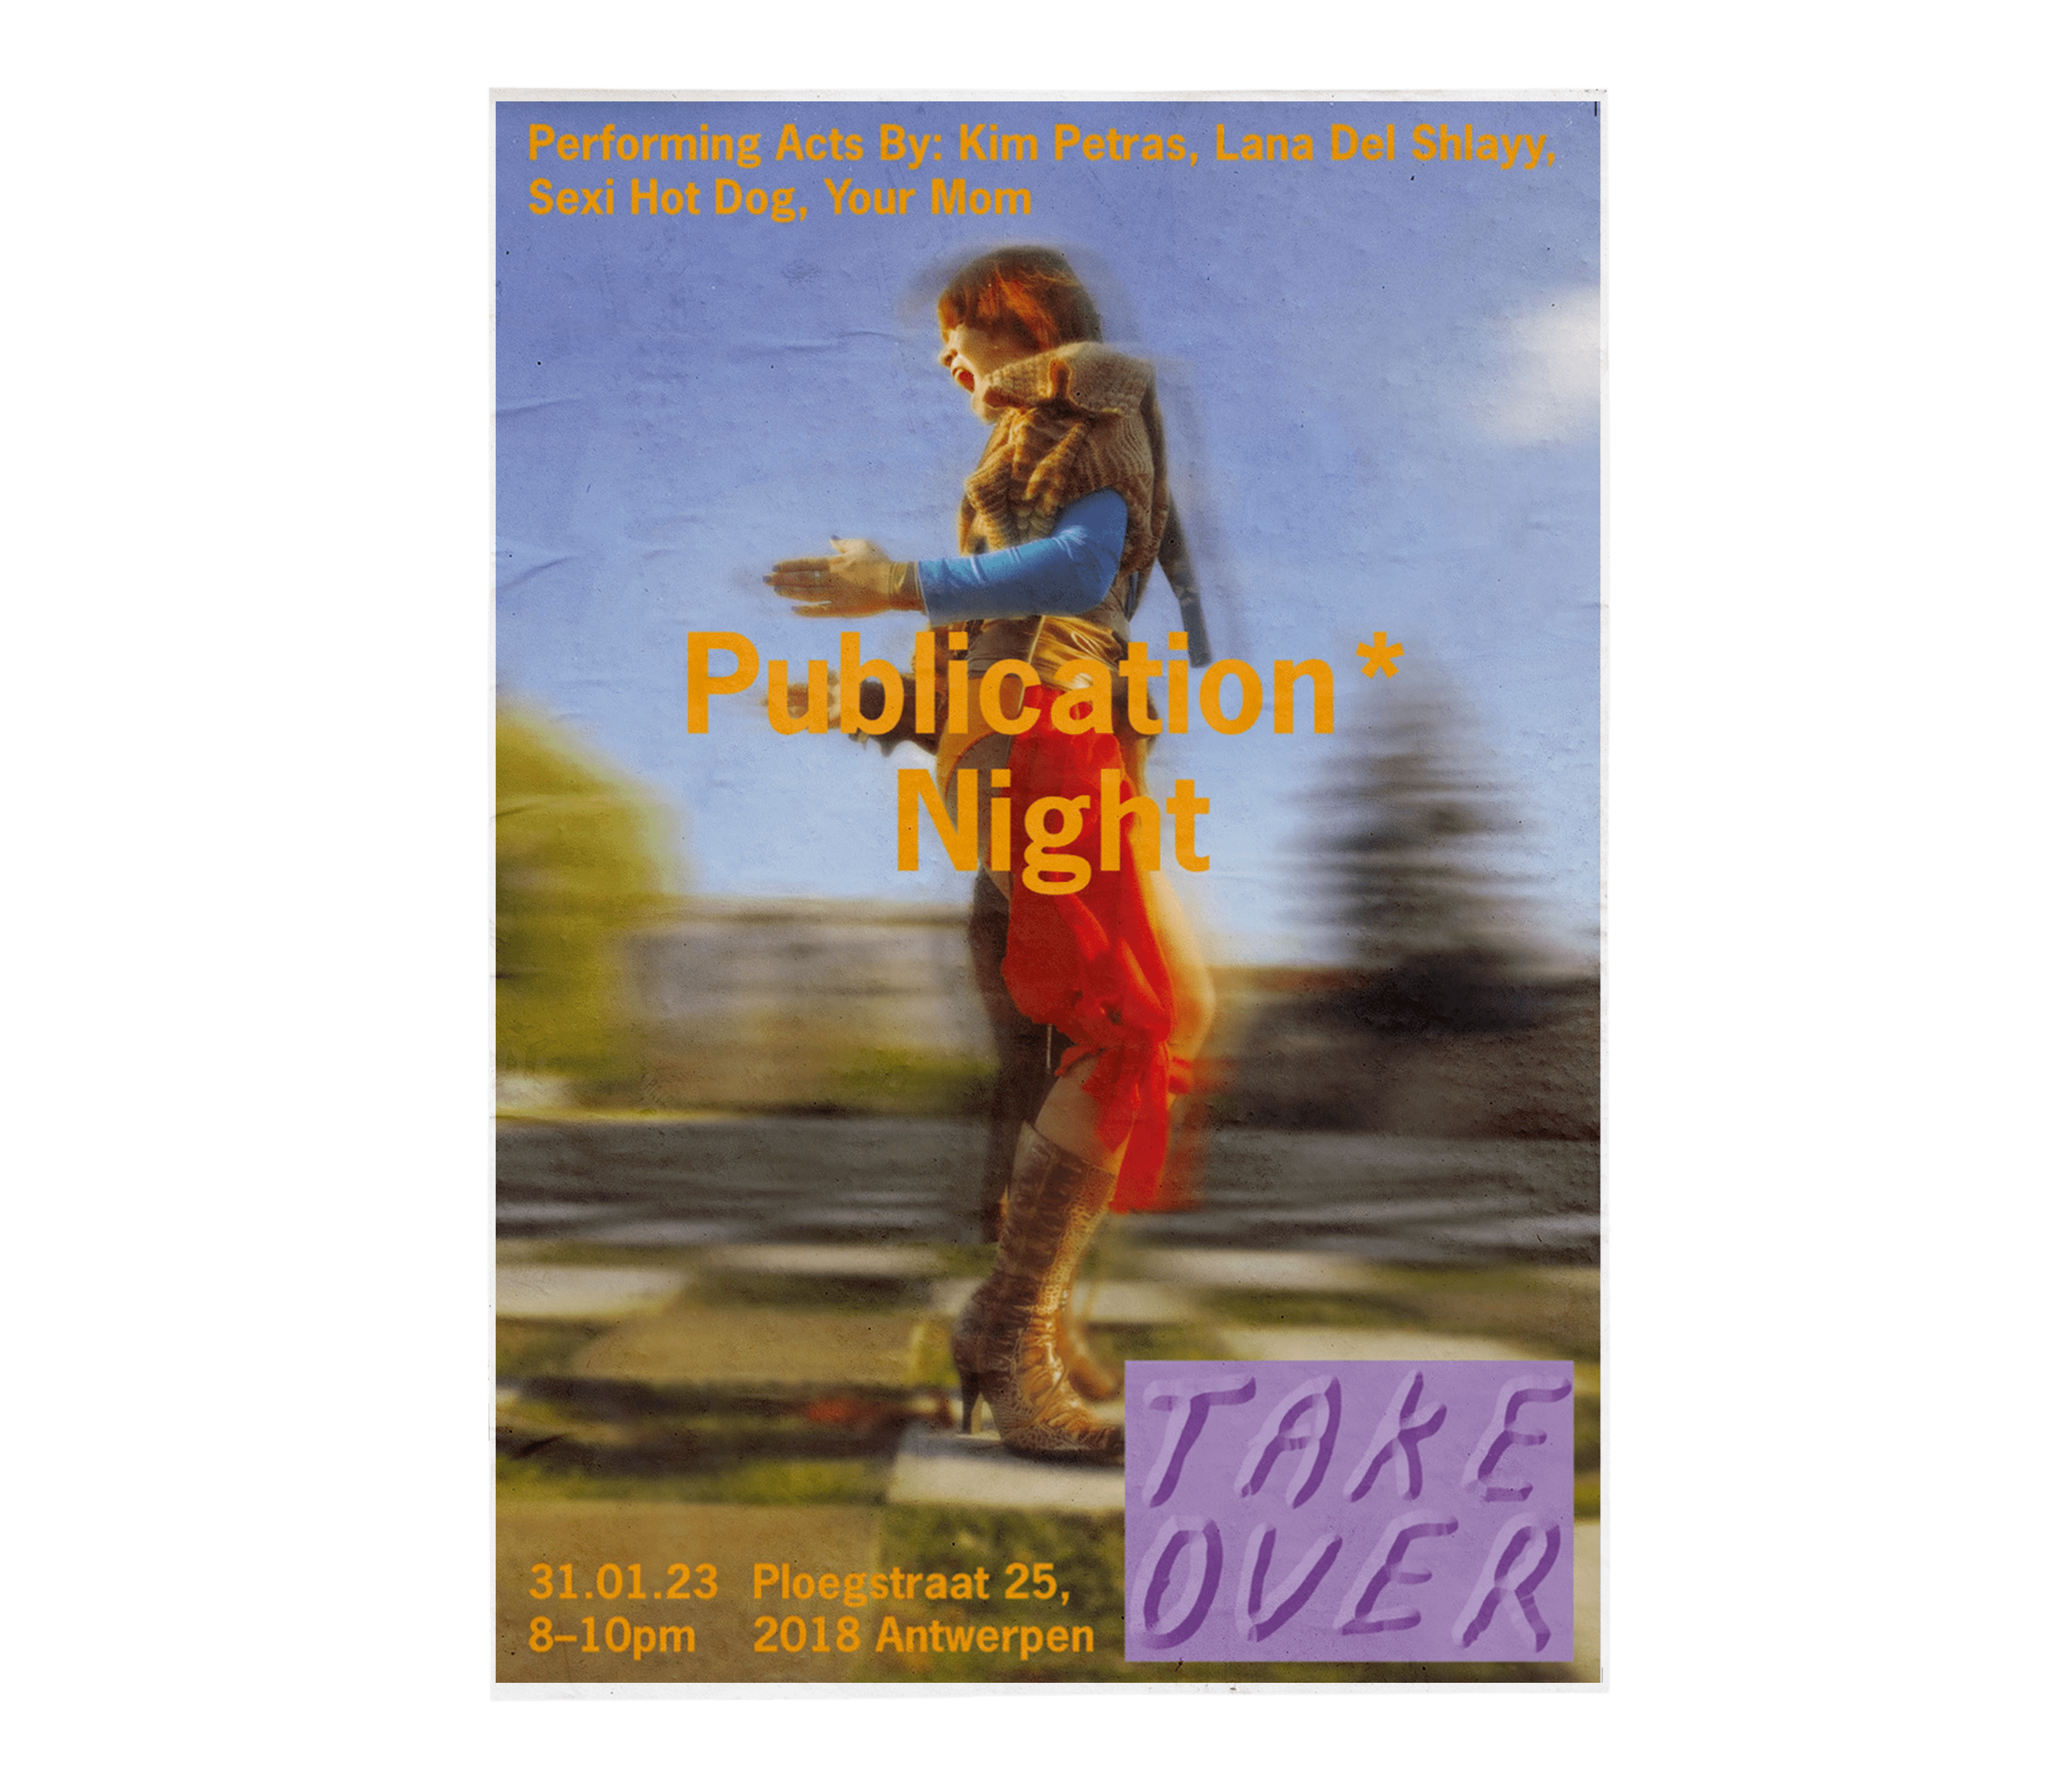 Performing Acts By: Kim Petras, Lana Del Shlayy,
Sexi Hot Dog, Your Mom
Publication*
Night
TAKE
OVER
31.01.23 Ploegstraat 25,
8–10pm 2018 Antwerpen